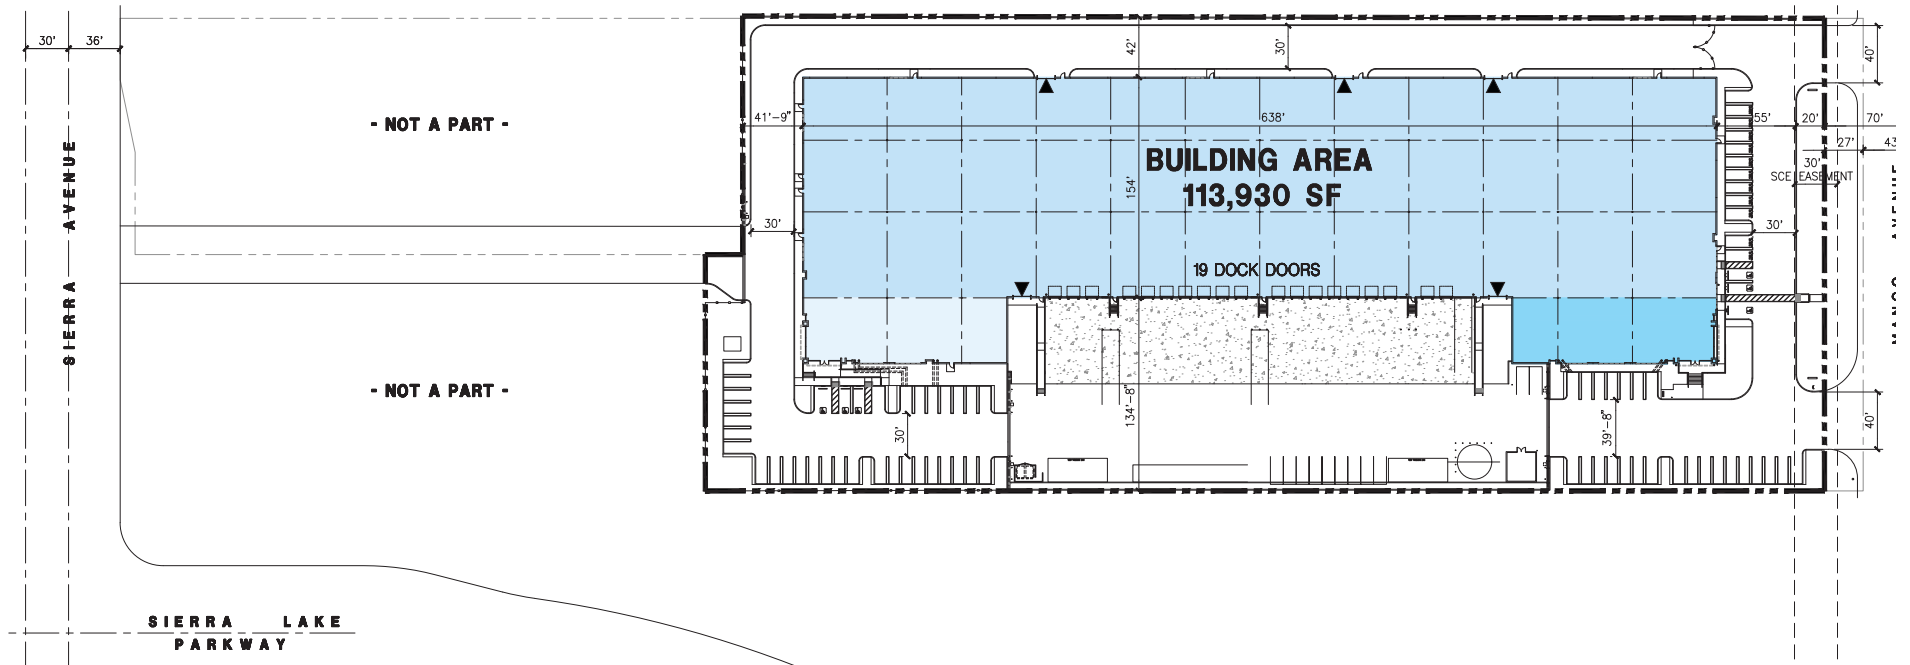 30' 36'
42'
30'
40'
- NOT A PART -
41'-9" 638' 55' 20' 70'
27' 43
BUILDING AREA
113,930 SF
154'
30'
SCE EASEMENT
SIERRA AVENUE
30'
30'
19 DOCK DOORS
MANGO AVENUE
- NOT A PART -
134'-8"
30'
39'-8"
40'
SIERRA LAKE
PARKWAY